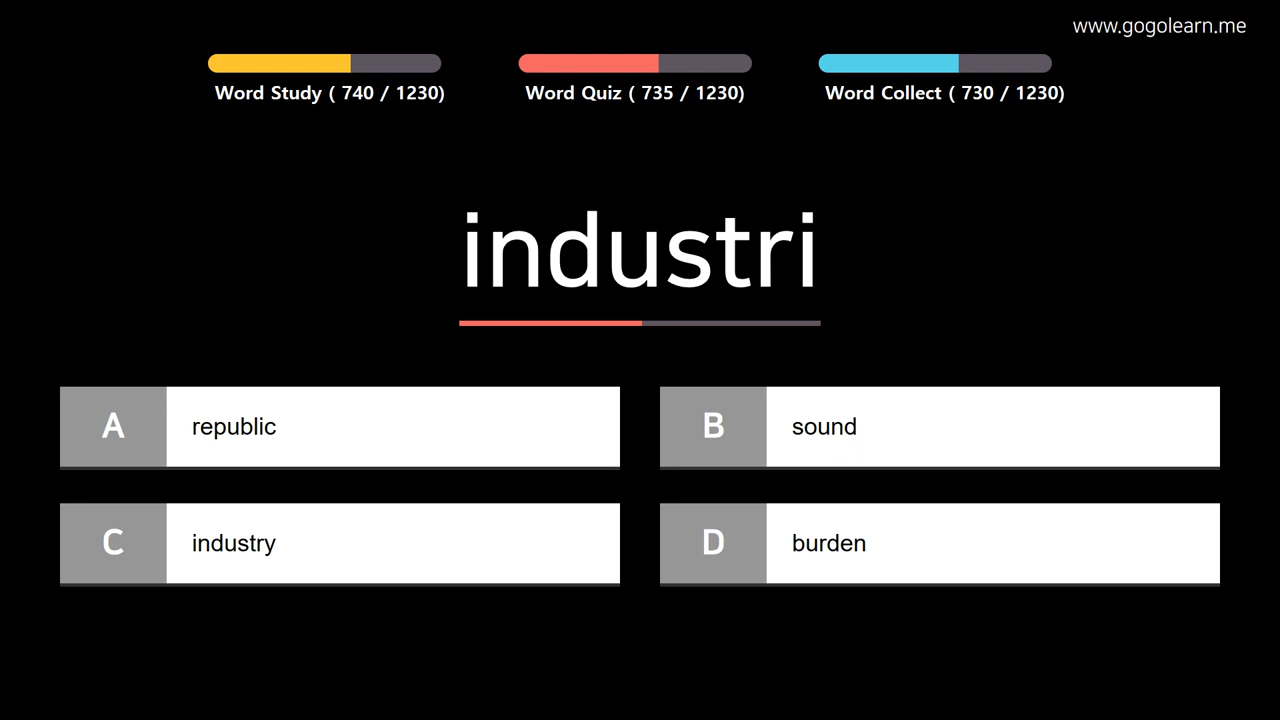 www.gogolearn.me
Word Study ( 740 / 1230)
Word Quiz ( 735 / 1230)
Word Collect ( 730 / 1230)
industri
A republic
B sound
C industry
D burden